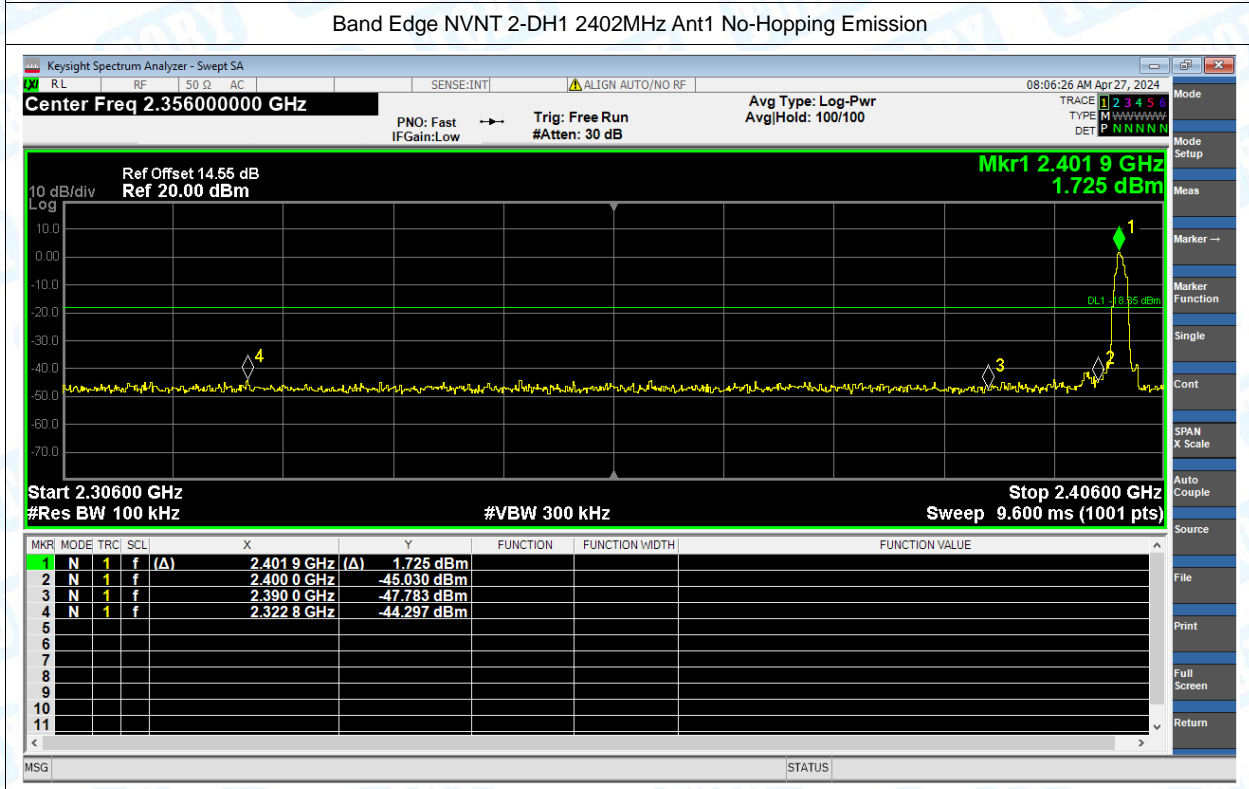 Band Edge NVNT 2-DH1 2402MHz Ant1 No-Hopping Emission
Keysight Spectrum Analyzer - Swept SA
LXI RL RF 50 Ω AC SENSE:INT ALIGN AUTO/NO RF 08:06:26 AM Apr 27, 2024
Center Freq 2.356000000 GHz
PNO: Fast
IFGain:Low
Trig: Free Run
#Atten: 30 dB
Avg Type: Log-Pwr
Avg|Hold: 100/100
TRACE 1 2 3 4 5 6
TYPE M W W W W W
DET P N N N N N
Mkr1 2.401 9 GHz
1.725 dBm
Ref Offset 14.55 dB
10 dB/div Ref 20.00 dBm
Log
10.0
0.00
-10.0
-20.0
-30.0
-40.0
-50.0
-60.0
-70.0
1
DL1 -18.95 dBm
4
3
2
Start 2.30600 GHz Stop 2.40600 GHz
#Res BW 100 kHz #VBW 300 kHz Sweep 9.600 ms (1001 pts)
MKR MODE TRC SCL X Y FUNCTION FUNCTION WIDTH FUNCTION VALUE
1 N 1 f (Δ) 2.401 9 GHz (Δ) 1.725 dBm
2 N 1 f 2.400 0 GHz -45.030 dBm
3 N 1 f 2.390 0 GHz -47.783 dBm
4 N 1 f 2.322 8 GHz -44.297 dBm
5
6
7
8
9
10
11
MSG STATUS
Mode
Mode
Setup
Meas
Marker →
Marker
Function
Single
Cont
SPAN
X Scale
Auto
Couple
Source
File
Print
Full
Screen
Return